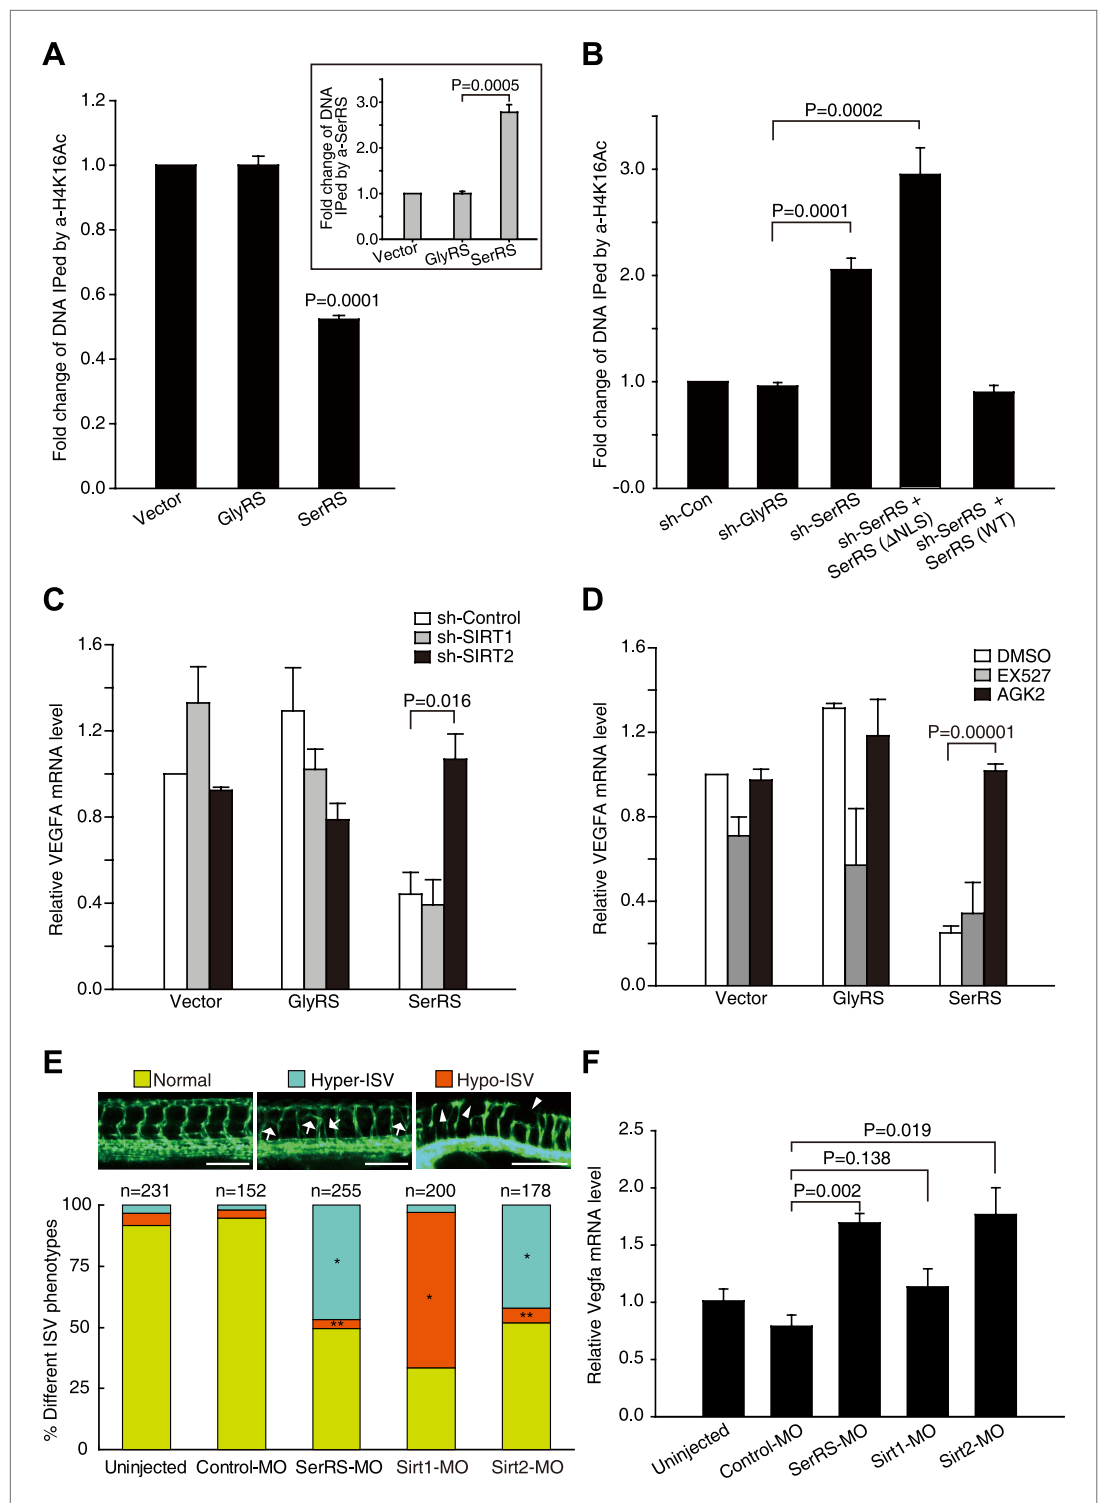 A
Fold change of DNA IPed by a-H4K16Ac
1.2
1.0
0.8
0.6
0.4
0.2
0.0
P=0.0001
Vector
GlyRS
SerRS
Fold change of DNA
IPed by a-SerRS
P=0.0005
3.0
2.0
1.0
0.0
Vector
GlyRS
SerRS
B
Fold change of DNA IPed by a-H4K16Ac
3.0
2.0
1.0
-0.0
P=0.0002
P=0.0001
sh-Con
sh-GlyRS
sh-SerRS
sh-SerRS +
SerRS (ΔNLS)
sh-SerRS +
SerRS (WT)
C
sh-Control
sh-SIRT1
sh-SIRT2
Relative VEGFA mRNA level
1.6
1.2
0.8
0.4
0.0
P=0.016
Vector
GlyRS
SerRS
D
DMSO
EX527
AGK2
Relative VEGFA mRNA level
1.6
1.2
0.8
0.4
0.0
P=0.00001
Vector
GlyRS
SerRS
E
Normal
Hyper-ISV
Hypo-ISV
n=231
n=152
n=255
n=200
n=178
% Different ISV phenotypes
100
75
50
25
0
*
**
*
*
**
Uninjected
Control-MO
SerRS-MO
Sirt1-MO
Sirt2-MO
F
Relative Vegfa mRNA level
2.5
2.0
1.5
1.0
0.5
0.0
P=0.019
P=0.138
P=0.002
Uninjected
Control-MO
SerRS-MO
Sirt1-MO
Sirt2-MO